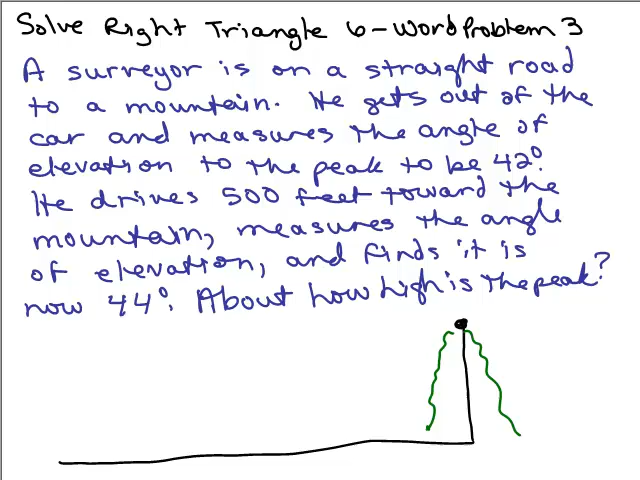 Solve Right Triangle 6 - Word Problem 3
A surveyor is on a straight road
to a mountain. He gets out of the
car and measures the angle of
elevation to the peak to be 42°.
He drives 500 feet toward the
mountain, measures the angle
of elevation, and finds it is
now 44°. About how high is the peak?